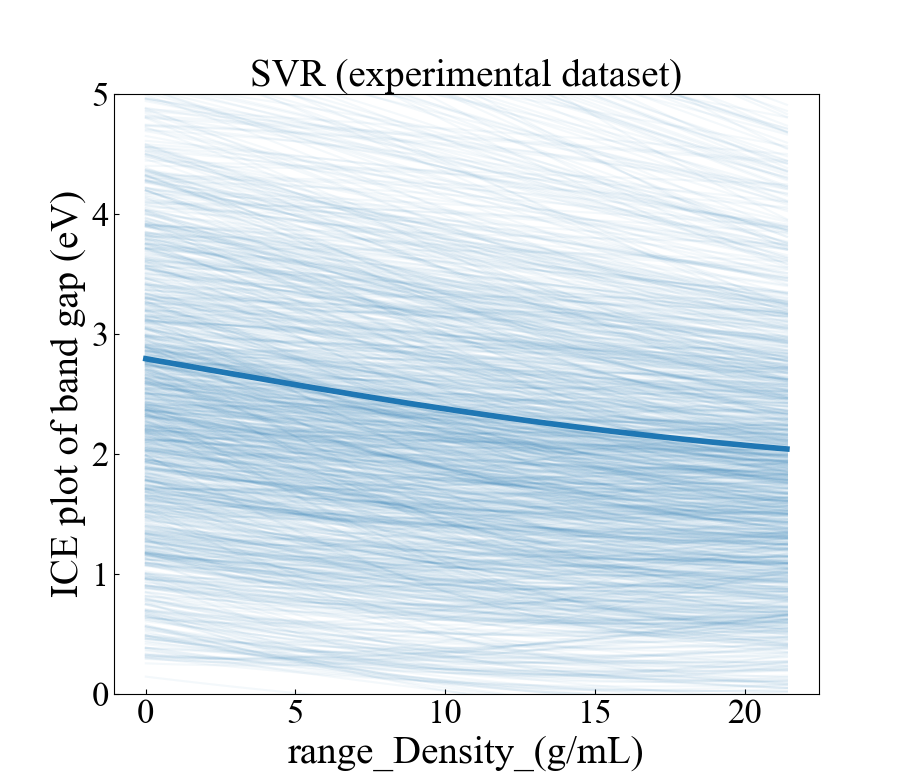 SVR (experimental dataset)
ICE plot of band gap (eV)
5
4
3
2
1
0
0 5 10 15 20
range_Density_(g/mL)